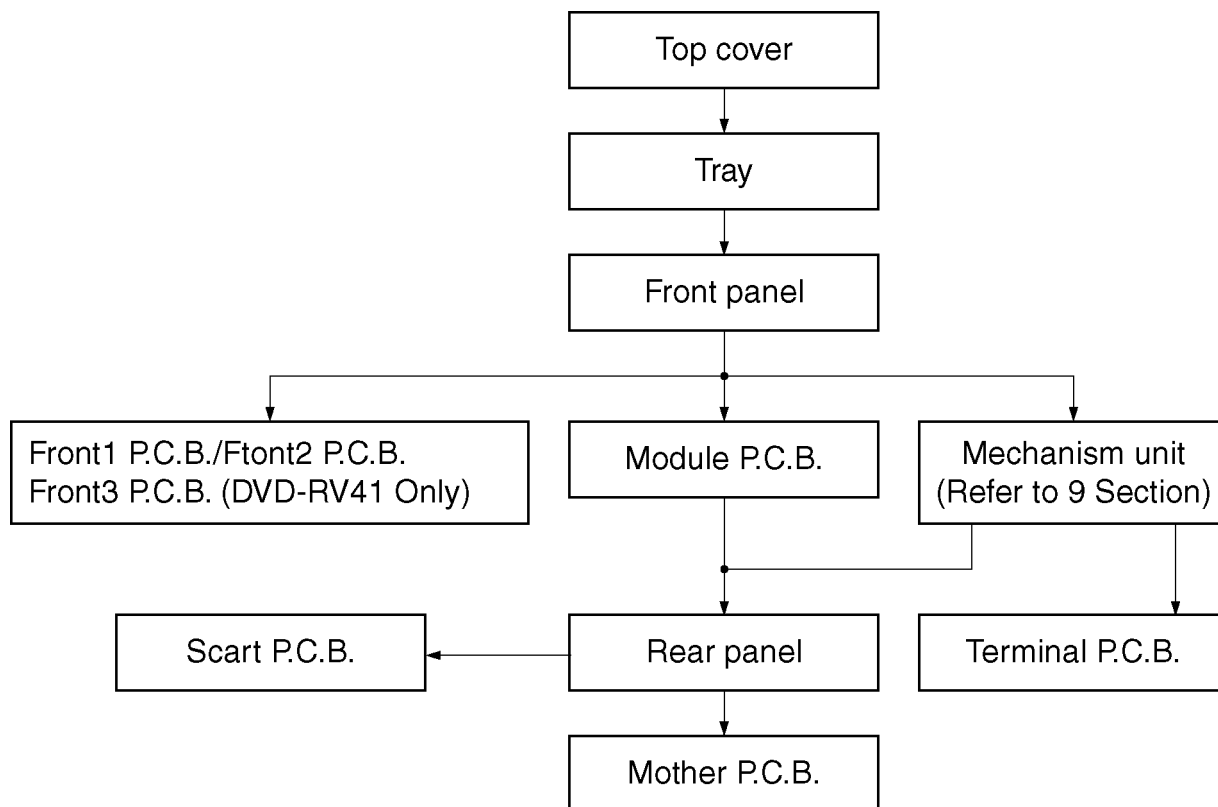 Top cover
Tray
Front panel
Front1 P.C.B./Ftont2 P.C.B.
Front3 P.C.B. (DVD-RV41 Only)
Module P.C.B.
Mechanism unit
(Refer to 9 Section)
Scart P.C.B.
Rear panel
Terminal P.C.B.
Mother P.C.B.